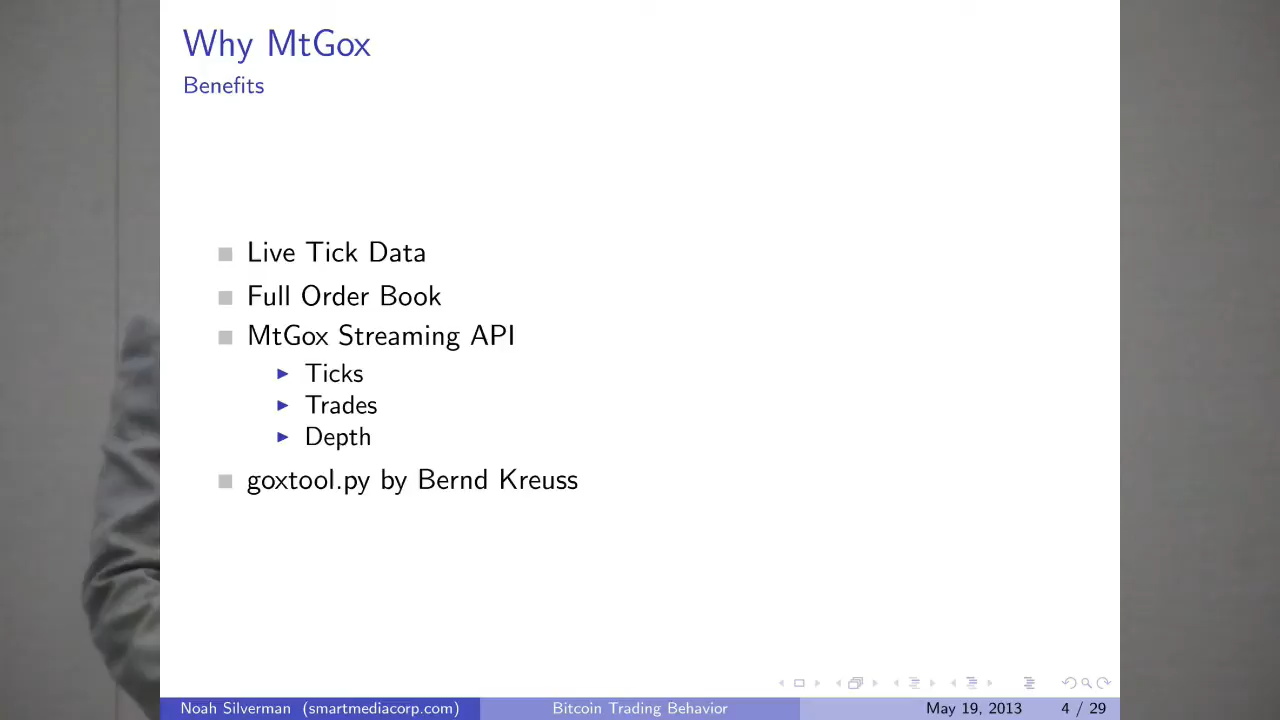 Why MtGox
Benefits
Live Tick Data
Full Order Book
MtGox Streaming API
Ticks
Trades
Depth
goxtool.py by Bernd Kreuss
Noah Silverman (smartmediacorp.com)
Bitcoin Trading Behavior
May 19, 2013
4 / 29